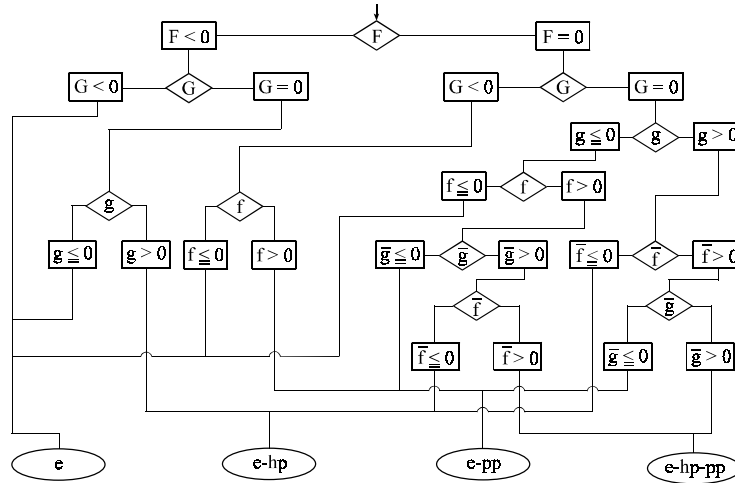 F < 0 F F = 0
G < 0 G G = 0 G < 0 G G = 0
g ≦ 0 g g > 0
f ≦ 0 f f > 0
g f
g ≦ 0 g > 0 f ≦ 0 f > 0 g̅ ≦ 0 g̅ g̅ > 0 f̅ ≦ 0 f̅ f̅ > 0
f̅ g̅
f̅ ≦ 0 f̅ > 0 g̅ ≦ 0 g̅ > 0
e e-hp e-pp e-hp-pp